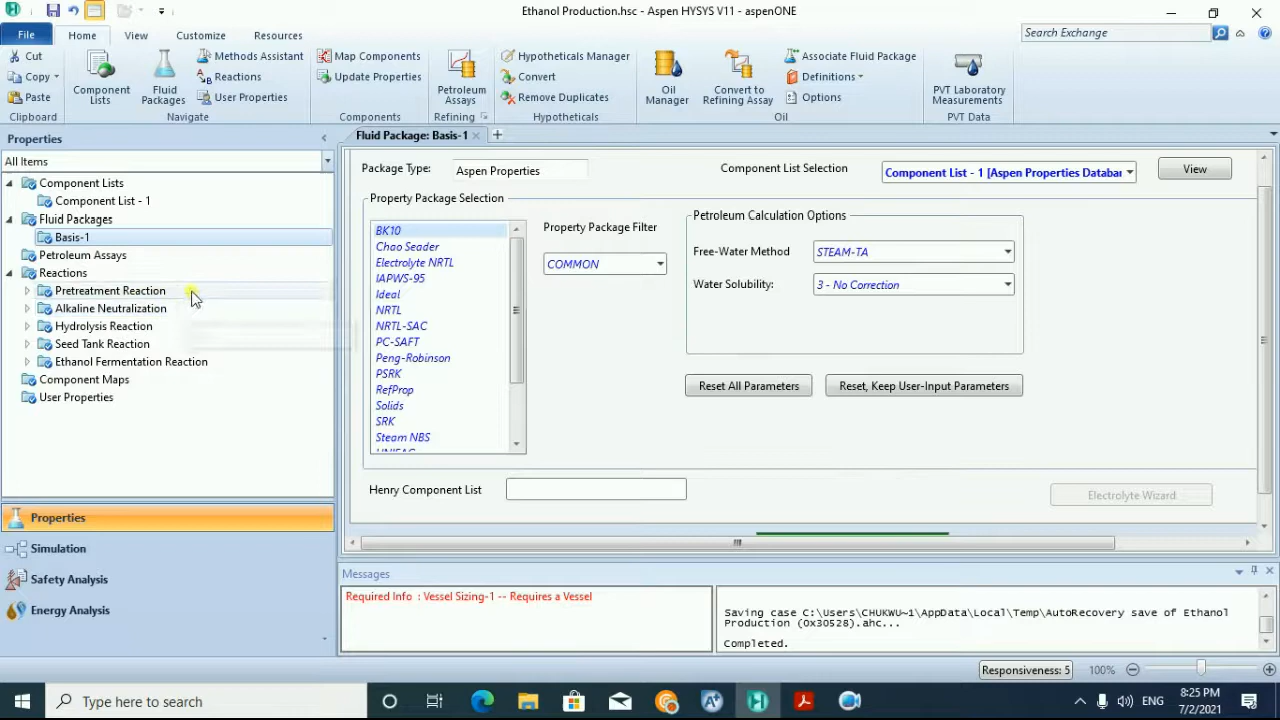 Ethanol Production.hsc - Aspen HYSYS V11 - aspenONE
File
Home
View
Customize
Resources
Search Exchange
Cut
Copy
Paste
Clipboard
Component
Lists
Fluid
Packages
Methods Assistant
Reactions
User Properties
Navigate
Map Components
Update Properties
Components
Petroleum
Assays
Refining
Hypotheticals Manager
Convert
Remove Duplicates
Hypotheticals
Oil
Manager
Convert to
Refining Assay
Associate Fluid Package
Definitions
Options
Oil
PVT Laboratory
Measurements
PVT Data
Properties
All Items
Component Lists
Component List - 1
Fluid Packages
Basis-1
Petroleum Assays
Reactions
Pretreatment Reaction
Alkaline Neutralization
Hydrolysis Reaction
Seed Tank Reaction
Ethanol Fermentation Reaction
Component Maps
User Properties
Properties
Simulation
Safety Analysis
Energy Analysis
Fluid Package: Basis-1
Package Type:
Aspen Properties
Component List Selection
Component List - 1 [Aspen Properties Databa
View
Property Package Selection
BK10
Chao Seader
Electrolyte NRTL
IAPWS-95
Ideal
NRTL
NRTL-SAC
PC-SAFT
Peng-Robinson
PSRK
RefProp
Solids
SRK
Steam NBS
UNIFAC
Property Package Filter
COMMON
Petroleum Calculation Options
Free-Water Method
STEAM-TA
Water Solubility:
3 - No Correction
Reset All Parameters
Reset, Keep User-Input Parameters
Henry Component List
Electrolyte Wizard
Messages
Required Info : Vessel Sizing-1 -- Requires a Vessel
Saving case C:\Users\CHUKWU~1\AppData\Local\Temp\AutoRecovery save of Ethanol
Production (0x30528).ahc...
Completed.
Responsiveness: 5
100%
Type here to search
ENG
8:25 PM
7/2/2021